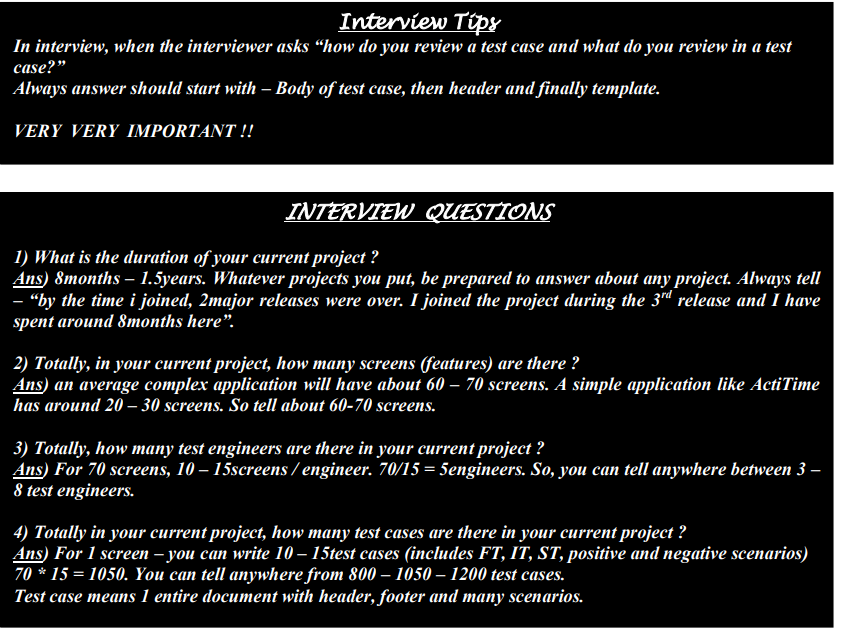 Interview Tips
In interview, when the interviewer asks “how do you review a test case and what do you review in a test
case?”
Always answer should start with – Body of test case, then header and finally template.
VERY VERY IMPORTANT !!
INTERVIEW QUESTIONS
1) What is the duration of your current project ?
Ans) 8months – 1.5years. Whatever projects you put, be prepared to answer about any project. Always tell
– “by the time i joined, 2major releases were over. I joined the project during the 3rd release and I have
spent around 8months here”.
2) Totally, in your current project, how many screens (features) are there ?
Ans) an average complex application will have about 60 – 70 screens. A simple application like ActiTime
has around 20 – 30 screens. So tell about 60-70 screens.
3) Totally, how many test engineers are there in your current project ?
Ans) For 70 screens, 10 – 15screens / engineer. 70/15 = 5engineers. So, you can tell anywhere between 3 –
8 test engineers.
4) Totally in your current project, how many test cases are there in your current project ?
Ans) For 1 screen – you can write 10 – 15test cases (includes FT, IT, ST, positive and negative scenarios)
70 * 15 = 1050. You can tell anywhere from 800 – 1050 – 1200 test cases.
Test case means 1 entire document with header, footer and many scenarios.